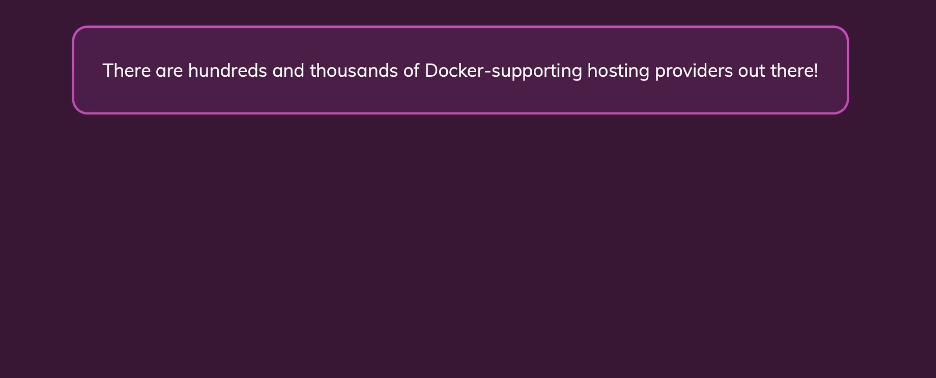 There are hundreds and thousands of Docker-supporting hosting providers out there!